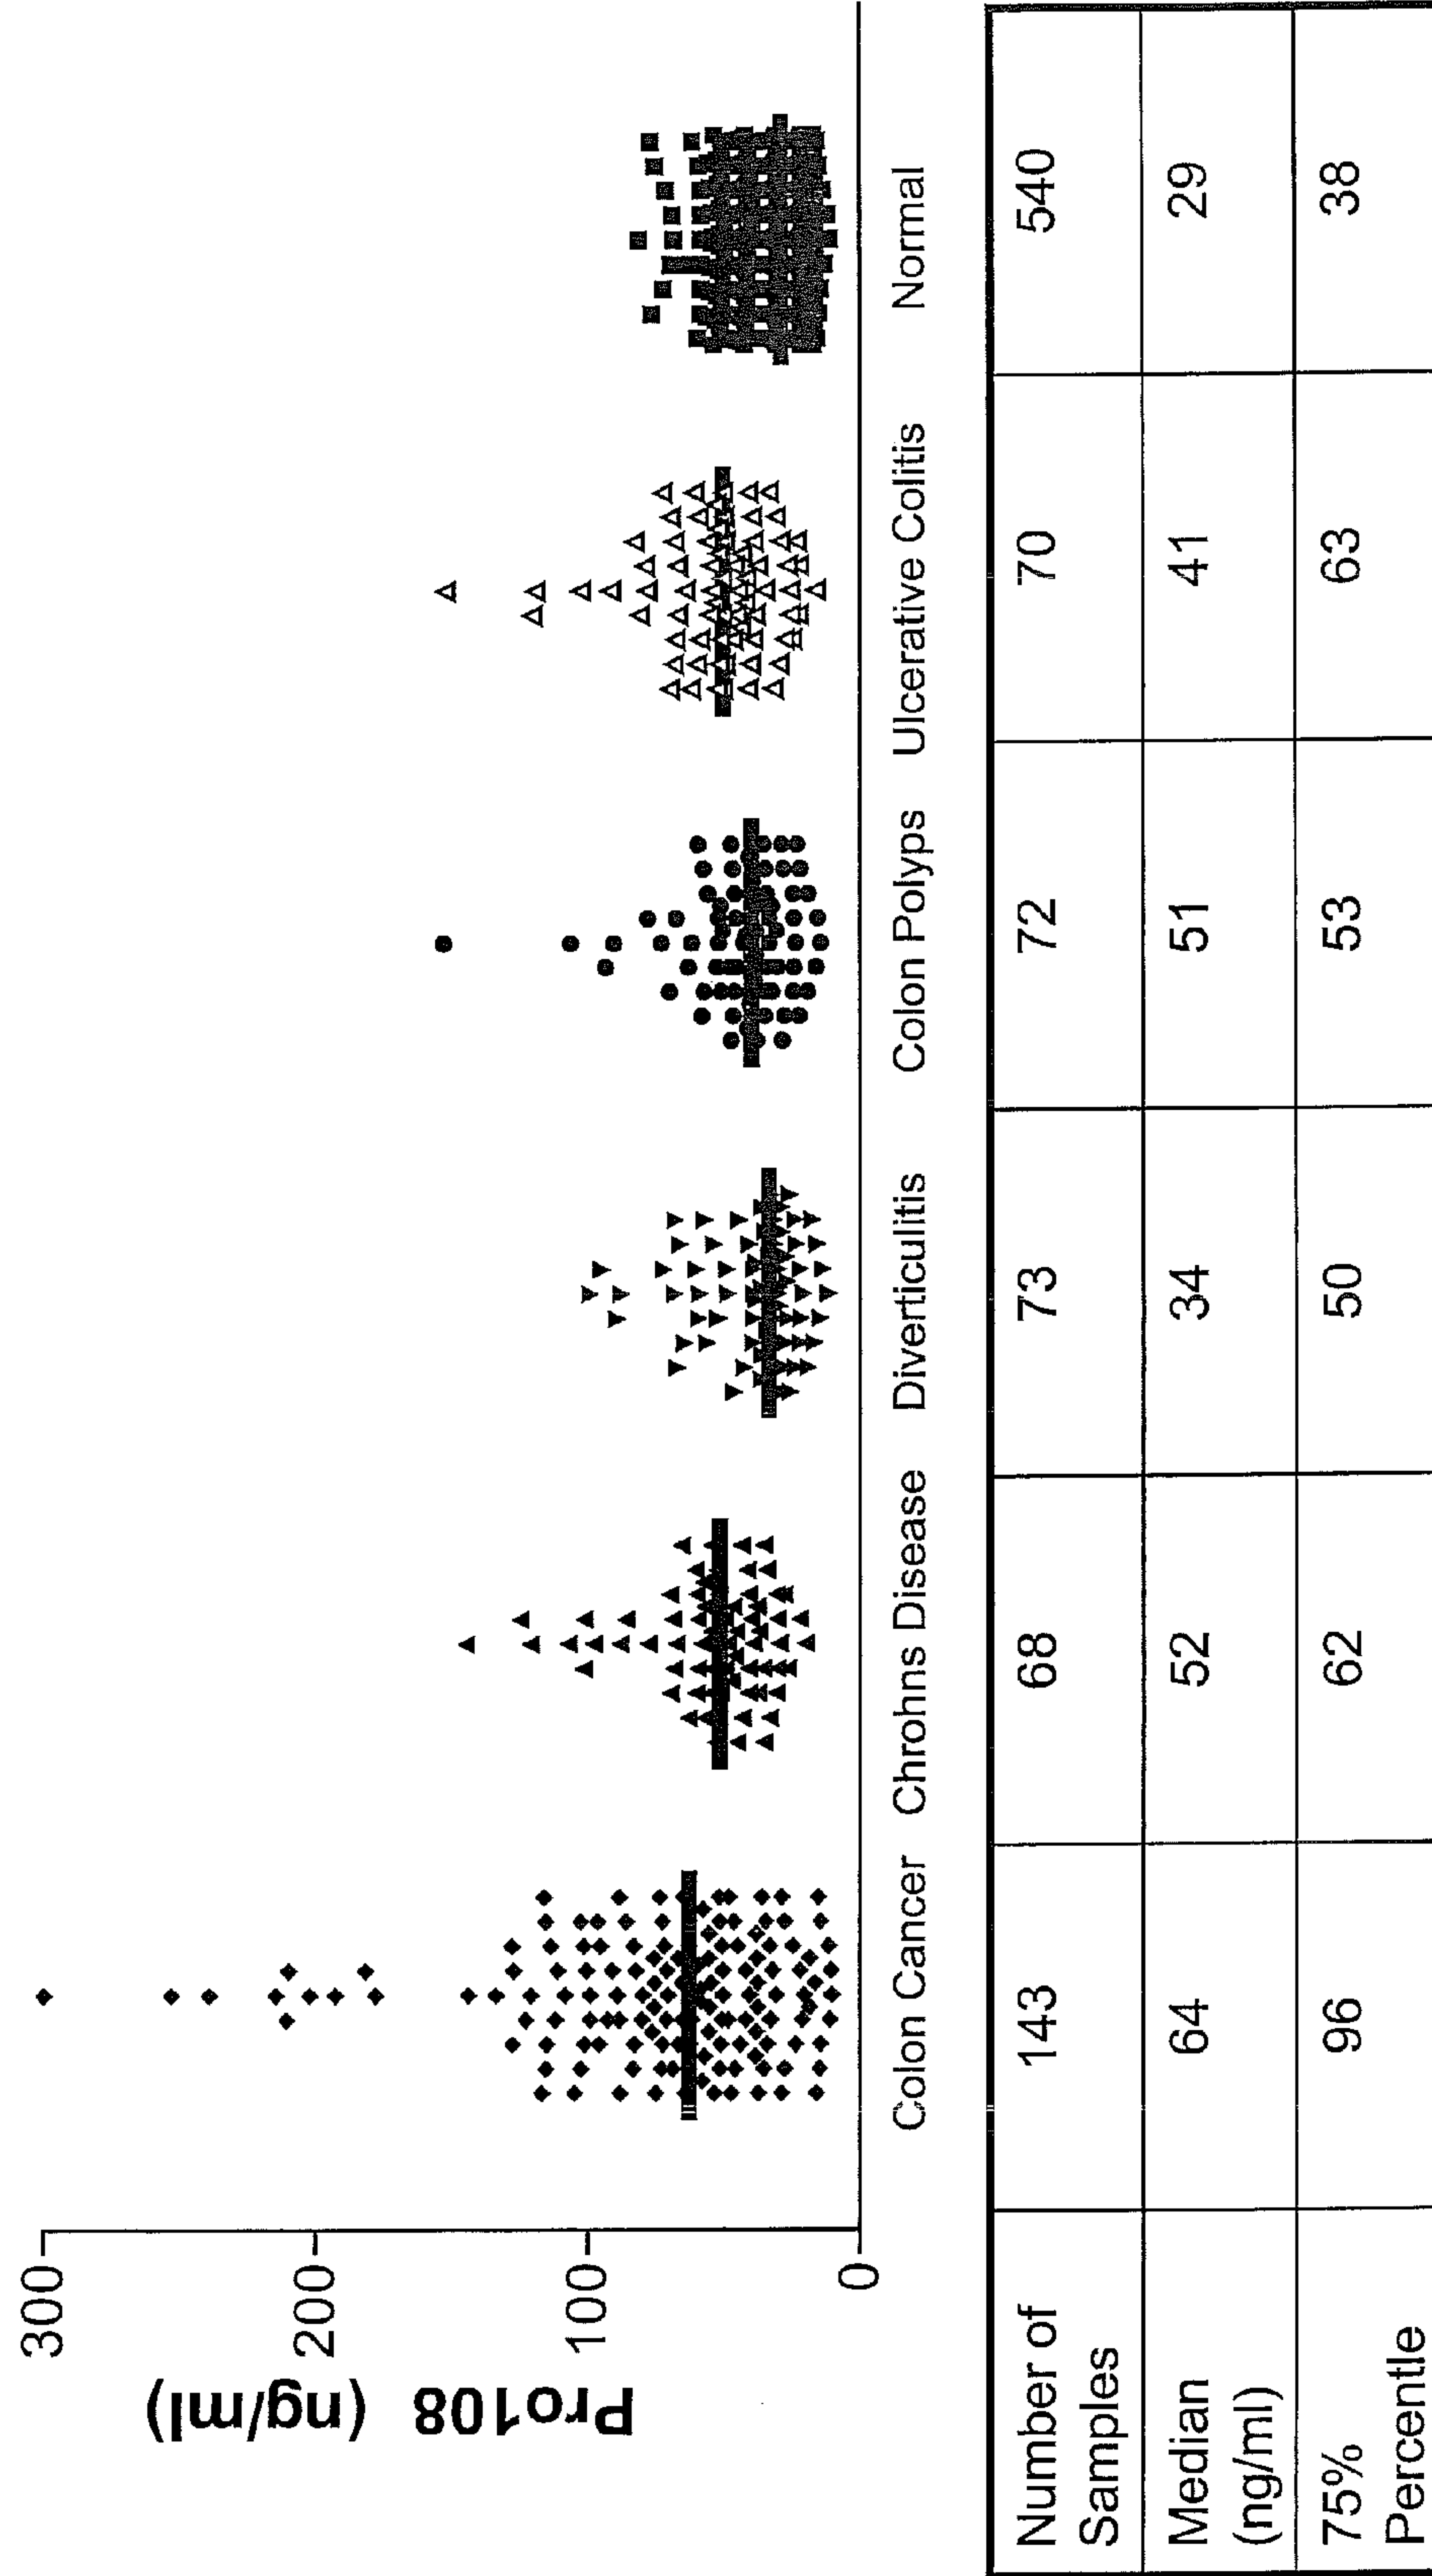 Pro108 (ng/ml)
300
200
100
0
Colon Cancer Chrohns Disease Diverticulitis Colon Polyps Ulcerative Colitis Normal
Number of Samples 143 68 73 72 70 540
Median (ng/ml) 64 52 34 51 41 29
75% Percentle 96 62 50 53 63 38